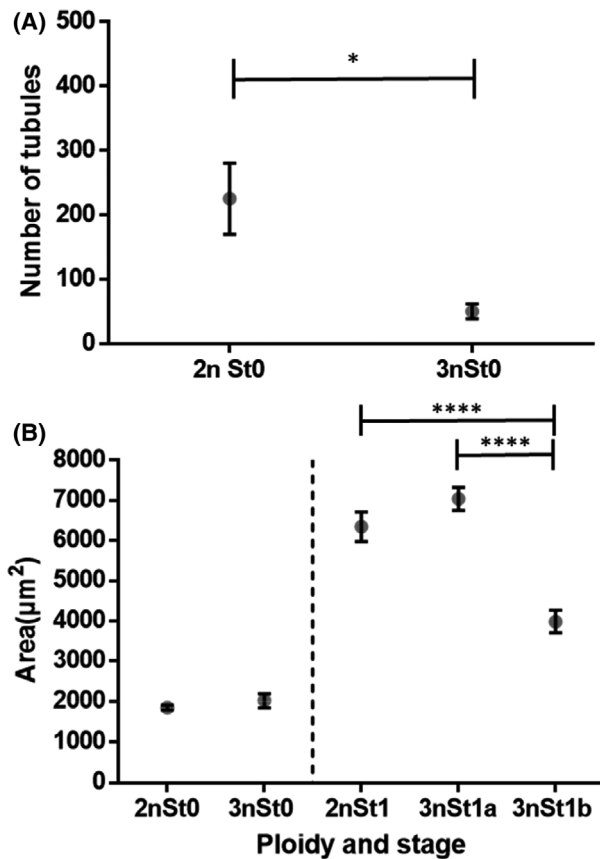 (A)
Number of tubules
500
400
300
200
100
0
*
2n St0 3nSt0
(B)
Area(µm²)
8000
7000
6000
5000
4000
3000
2000
1000
0
****
****
2nSt0 3nSt0 2nSt1 3nSt1a 3nSt1b
Ploidy and stage